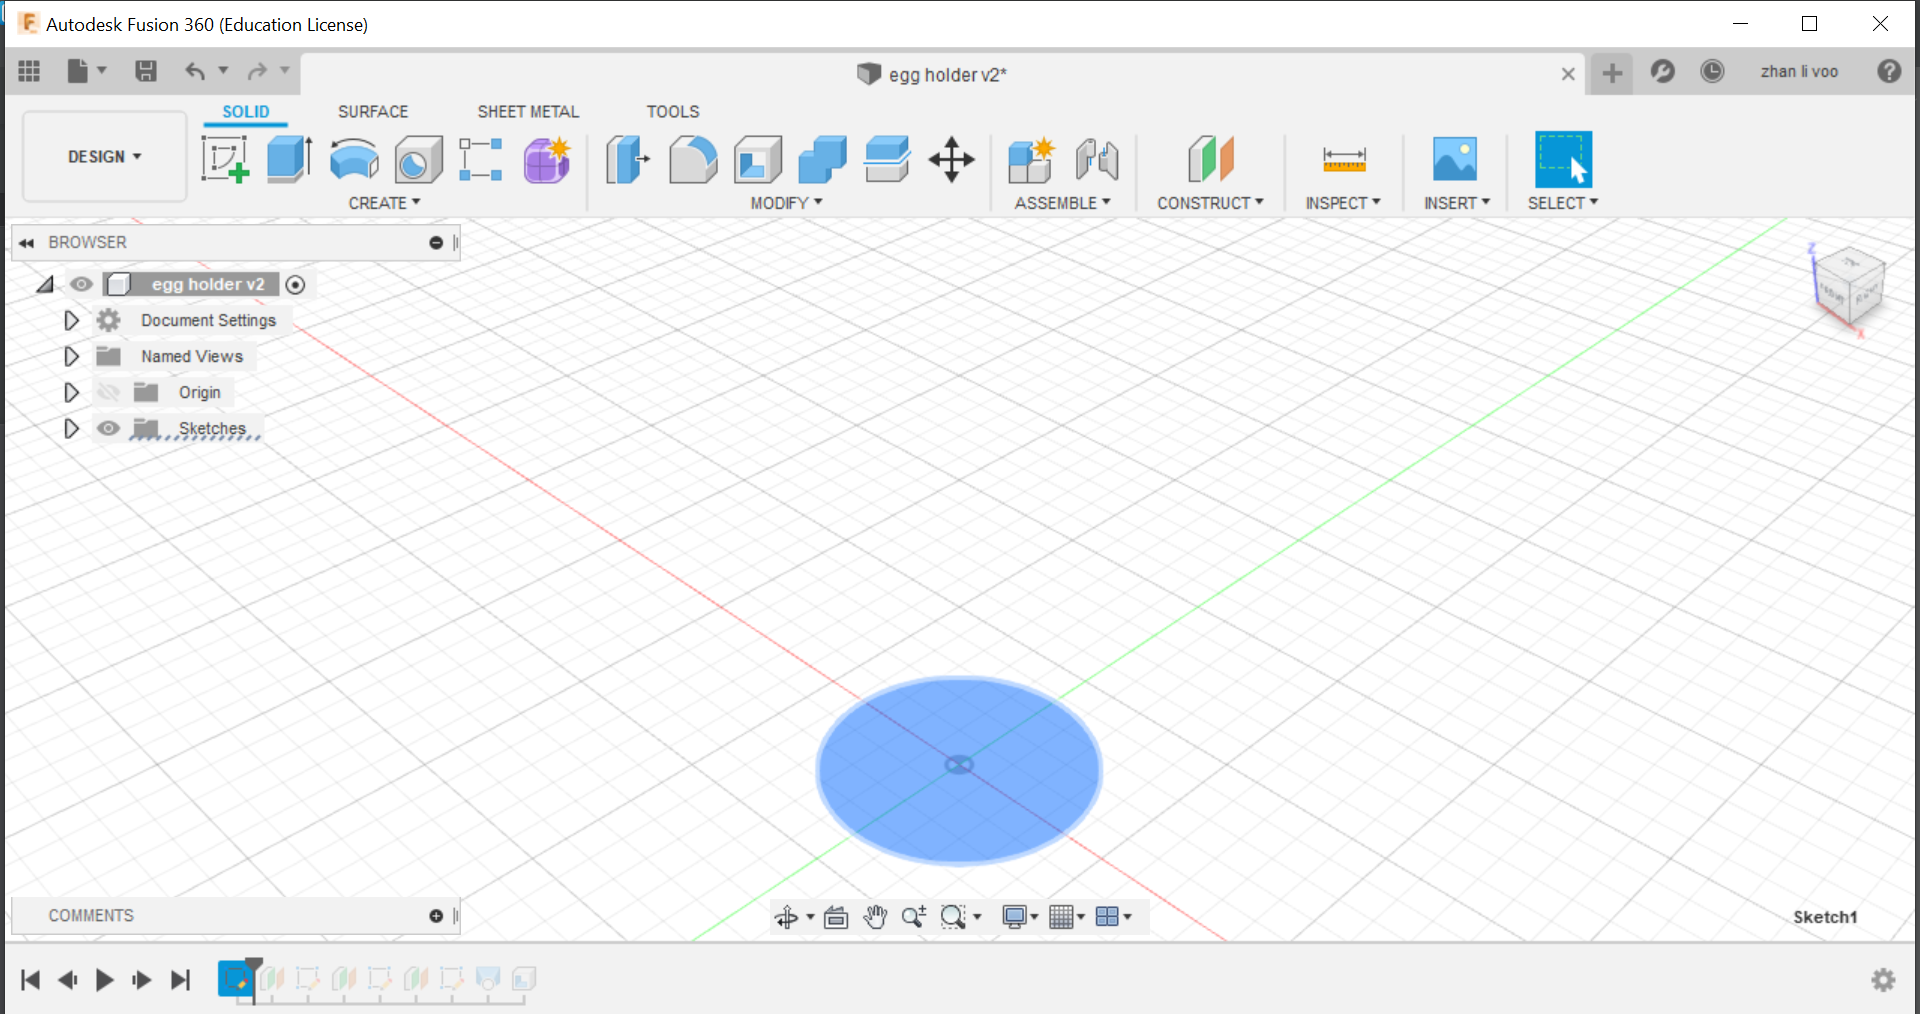 Autodesk Fusion 360 (Education License)
egg holder v2*
zhan li voo
SOLID SURFACE SHEET METAL TOOLS
DESIGN
CREATE MODIFY ASSEMBLE CONSTRUCT INSPECT INSERT SELECT
BROWSER
egg holder v2
Document Settings
Named Views
Origin
Sketches
Z
X
COMMENTS
Sketch1